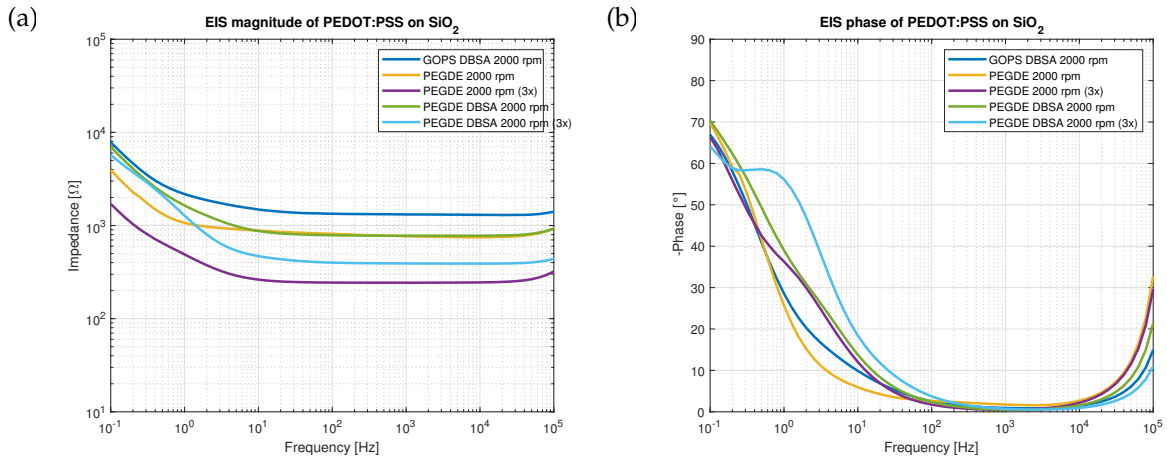 (a)
EIS magnitude of PEDOT:PSS on SiO2
10^5
10^4
10^3
10^2
10^1
Impedance [Ω]
GOPS DBSA 2000 rpm
PEGDE 2000 rpm
PEGDE 2000 rpm (3x)
PEGDE DBSA 2000 rpm
PEGDE DBSA 2000 rpm (3x)
10^-1 10^0 10^1 10^2 10^3 10^4 10^5
Frequency [Hz]
(b)
EIS phase of PEDOT:PSS on SiO2
90
80
70
60
50
40
30
20
10
0
-Phase [°]
GOPS DBSA 2000 rpm
PEGDE 2000 rpm
PEGDE 2000 rpm (3x)
PEGDE DBSA 2000 rpm
PEGDE DBSA 2000 rpm (3x)
10^-1 10^0 10^1 10^2 10^3 10^4 10^5
Frequency [Hz]